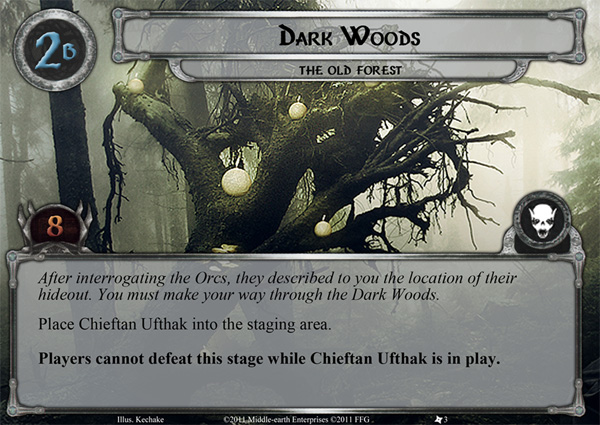 2B
DARK WOODS
THE OLD FOREST
8
After interrogating the Orcs, they described to you the location of their
hideout. You must make your way through the Dark Woods.
Place Chieftan Ufthak into the staging area.
Players cannot defeat this stage while Chieftan Ufthak is in play.
Illus. Kechake ©2011 Middle-earth Enterprises ©2011 FFG . 3